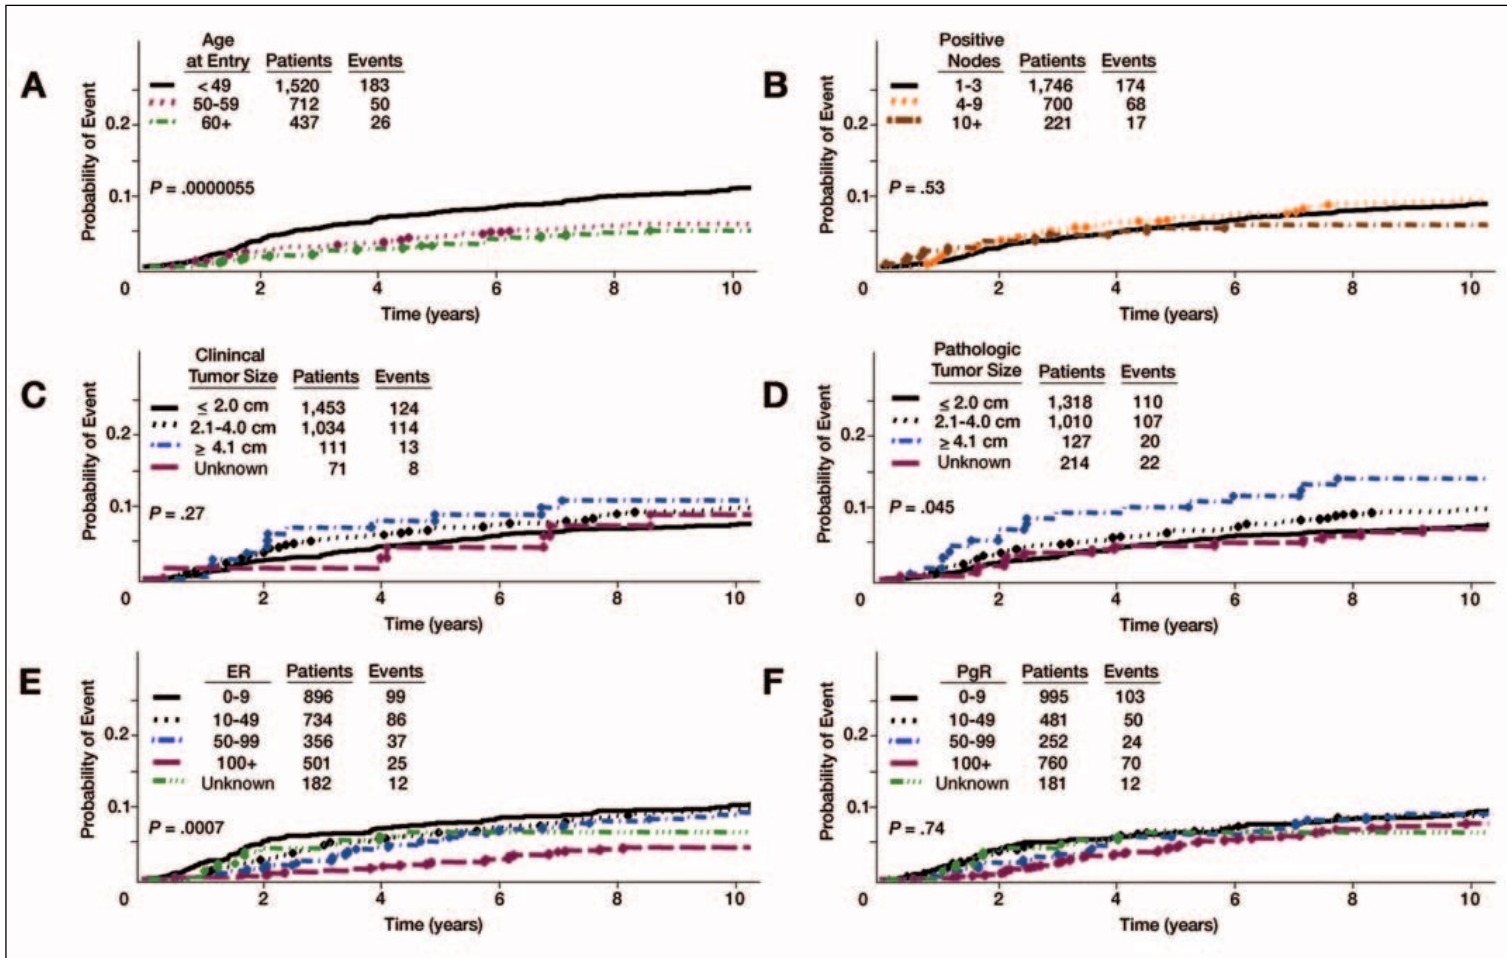 A
Age
at Entry Patients Events
< 49 1,520 183
50-59 712 50
60+ 437 26
Probability of Event
0.2
0.1
P = .0000055
0 2 4 6 8 10
Time (years)
B
Positive
Nodes Patients Events
1-3 1,746 174
4-9 700 68
10+ 221 17
Probability of Event
0.2
0.1
P = .53
0 2 4 6 8 10
Time (years)
C
Clinincal
Tumor Size Patients Events
≤ 2.0 cm 1,453 124
2.1-4.0 cm 1,034 114
≥ 4.1 cm 111 13
Unknown 71 8
Probability of Event
0.2
0.1
P = .27
0 2 4 6 8 10
Time (years)
D
Pathologic
Tumor Size Patients Events
≤ 2.0 cm 1,318 110
2.1-4.0 cm 1,010 107
≥ 4.1 cm 127 20
Unknown 214 22
Probability of Event
0.2
0.1
P = .045
0 2 4 6 8 10
Time (years)
E
ER Patients Events
0-9 896 99
10-49 734 86
50-99 356 37
100+ 501 25
Unknown 182 12
Probability of Event
0.2
0.1
P = .0007
0 2 4 6 8 10
Time (years)
F
PgR Patients Events
0-9 995 103
10-49 481 50
50-99 252 24
100+ 760 70
Unknown 181 12
Probability of Event
0.2
0.1
P = .74
0 2 4 6 8 10
Time (years)